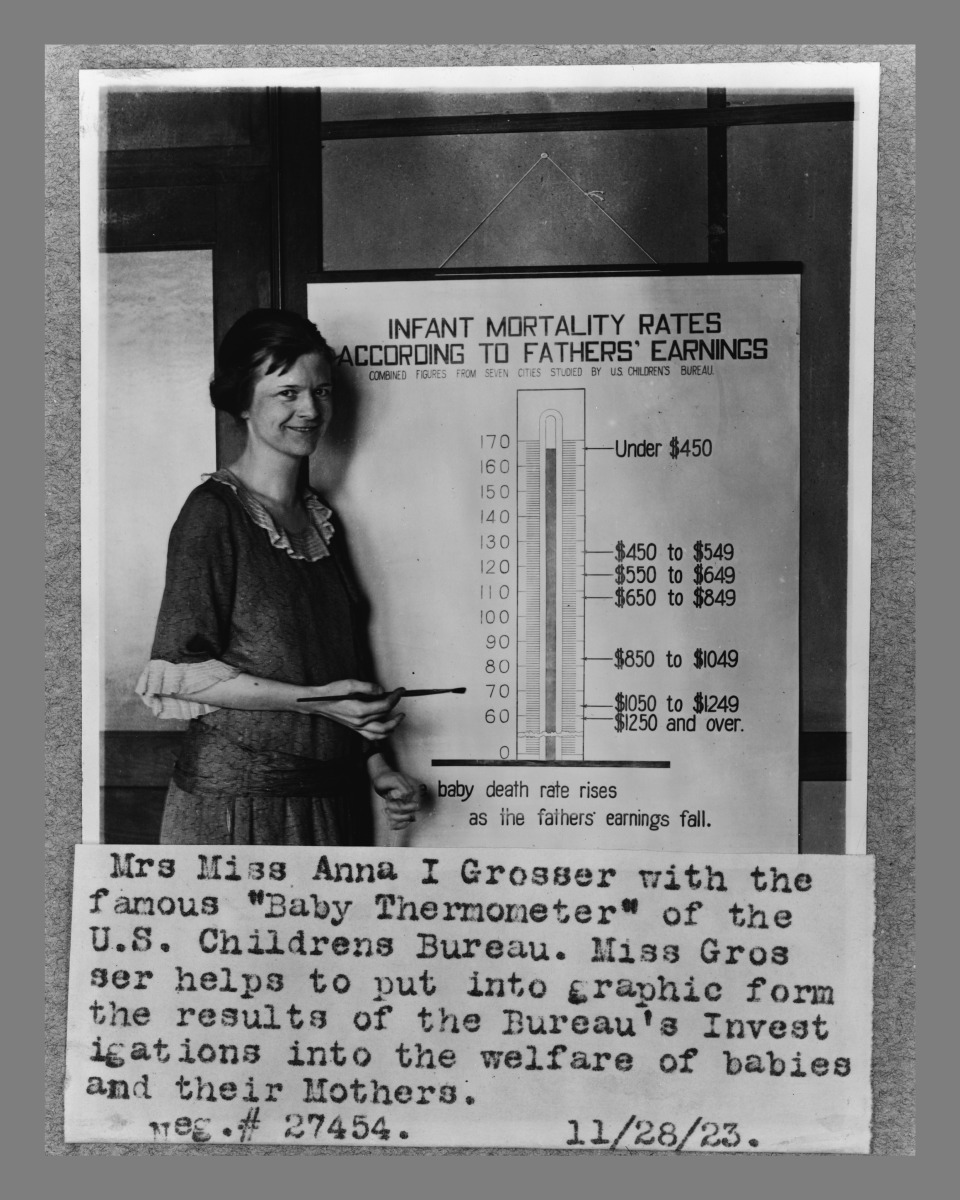 INFANT MORTALITY RATES
ACCORDING TO FATHERS' EARNINGS
COMBINED FIGURES FROM SEVEN CITIES STUDIED BY U.S. CHILDREN'S BUREAU.
170
Under $450
160
150
140
130
$450 to $549
120
$550 to $649
110
$650 to $849
100
90
80
$850 to $1049
70
$1050 to $1249
60
$1250 and over.
0
baby death rate rises
as the fathers' earnings fall.
Mrs Miss Anna I Grosser with the
famous "Baby Thermometer" of the
U.S. Childrens Bureau. Miss Gros
ser helps to put into graphic form
the results of the Bureau's Invest
igations into the welfare of babies
and their Mothers.
Neg.# 27454. 11/28/23.